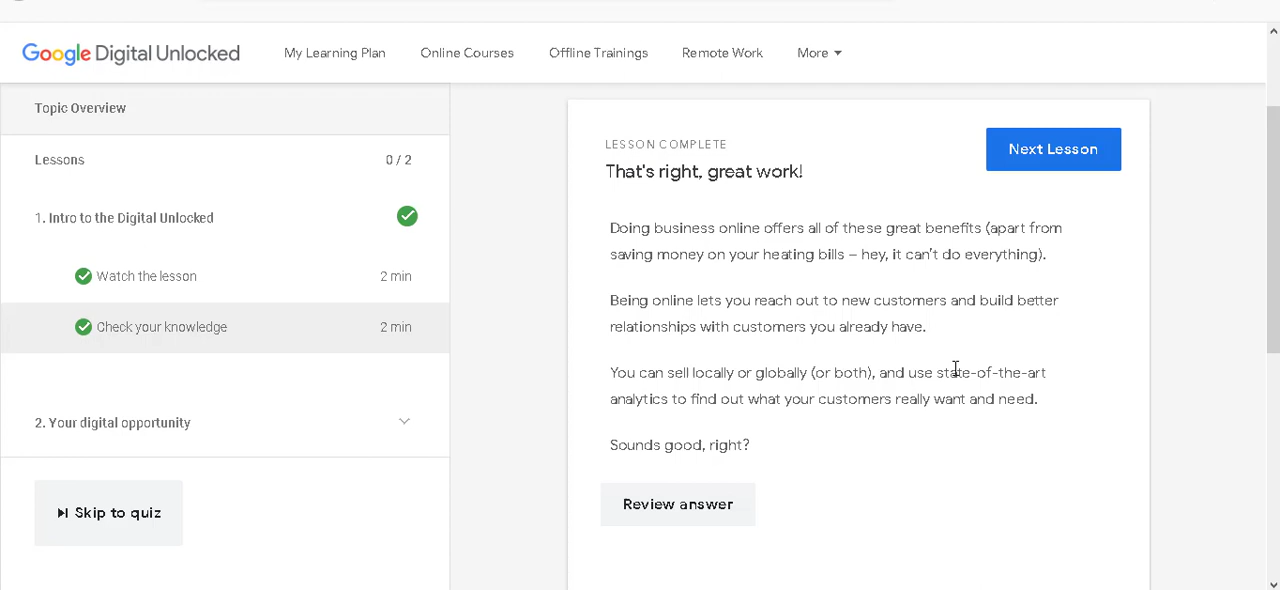 Google Digital Unlocked My Learning Plan Online Courses Offline Trainings Remote Work More
Topic Overview
Lessons 0 / 2
1. Intro to the Digital Unlocked
Watch the lesson 2 min
Check your knowledge 2 min
2. Your digital opportunity
Skip to quiz
LESSON COMPLETE
That's right, great work!
Next Lesson
Doing business online offers all of these great benefits (apart from
saving money on your heating bills – hey, it can't do everything).
Being online lets you reach out to new customers and build better
relationships with customers you already have.
You can sell locally or globally (or both), and use state-of-the-art
analytics to find out what your customers really want and need.
Sounds good, right?
Review answer